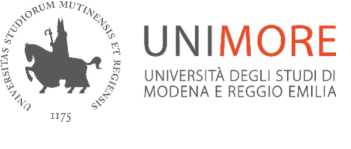 UNIVERSITAS STUDIORUM MUTINENSIS ET REGIENSIS
1175
UNIMORE
UNIVERSITÀ DEGLI STUDI DI
MODENA E REGGIO EMILIA